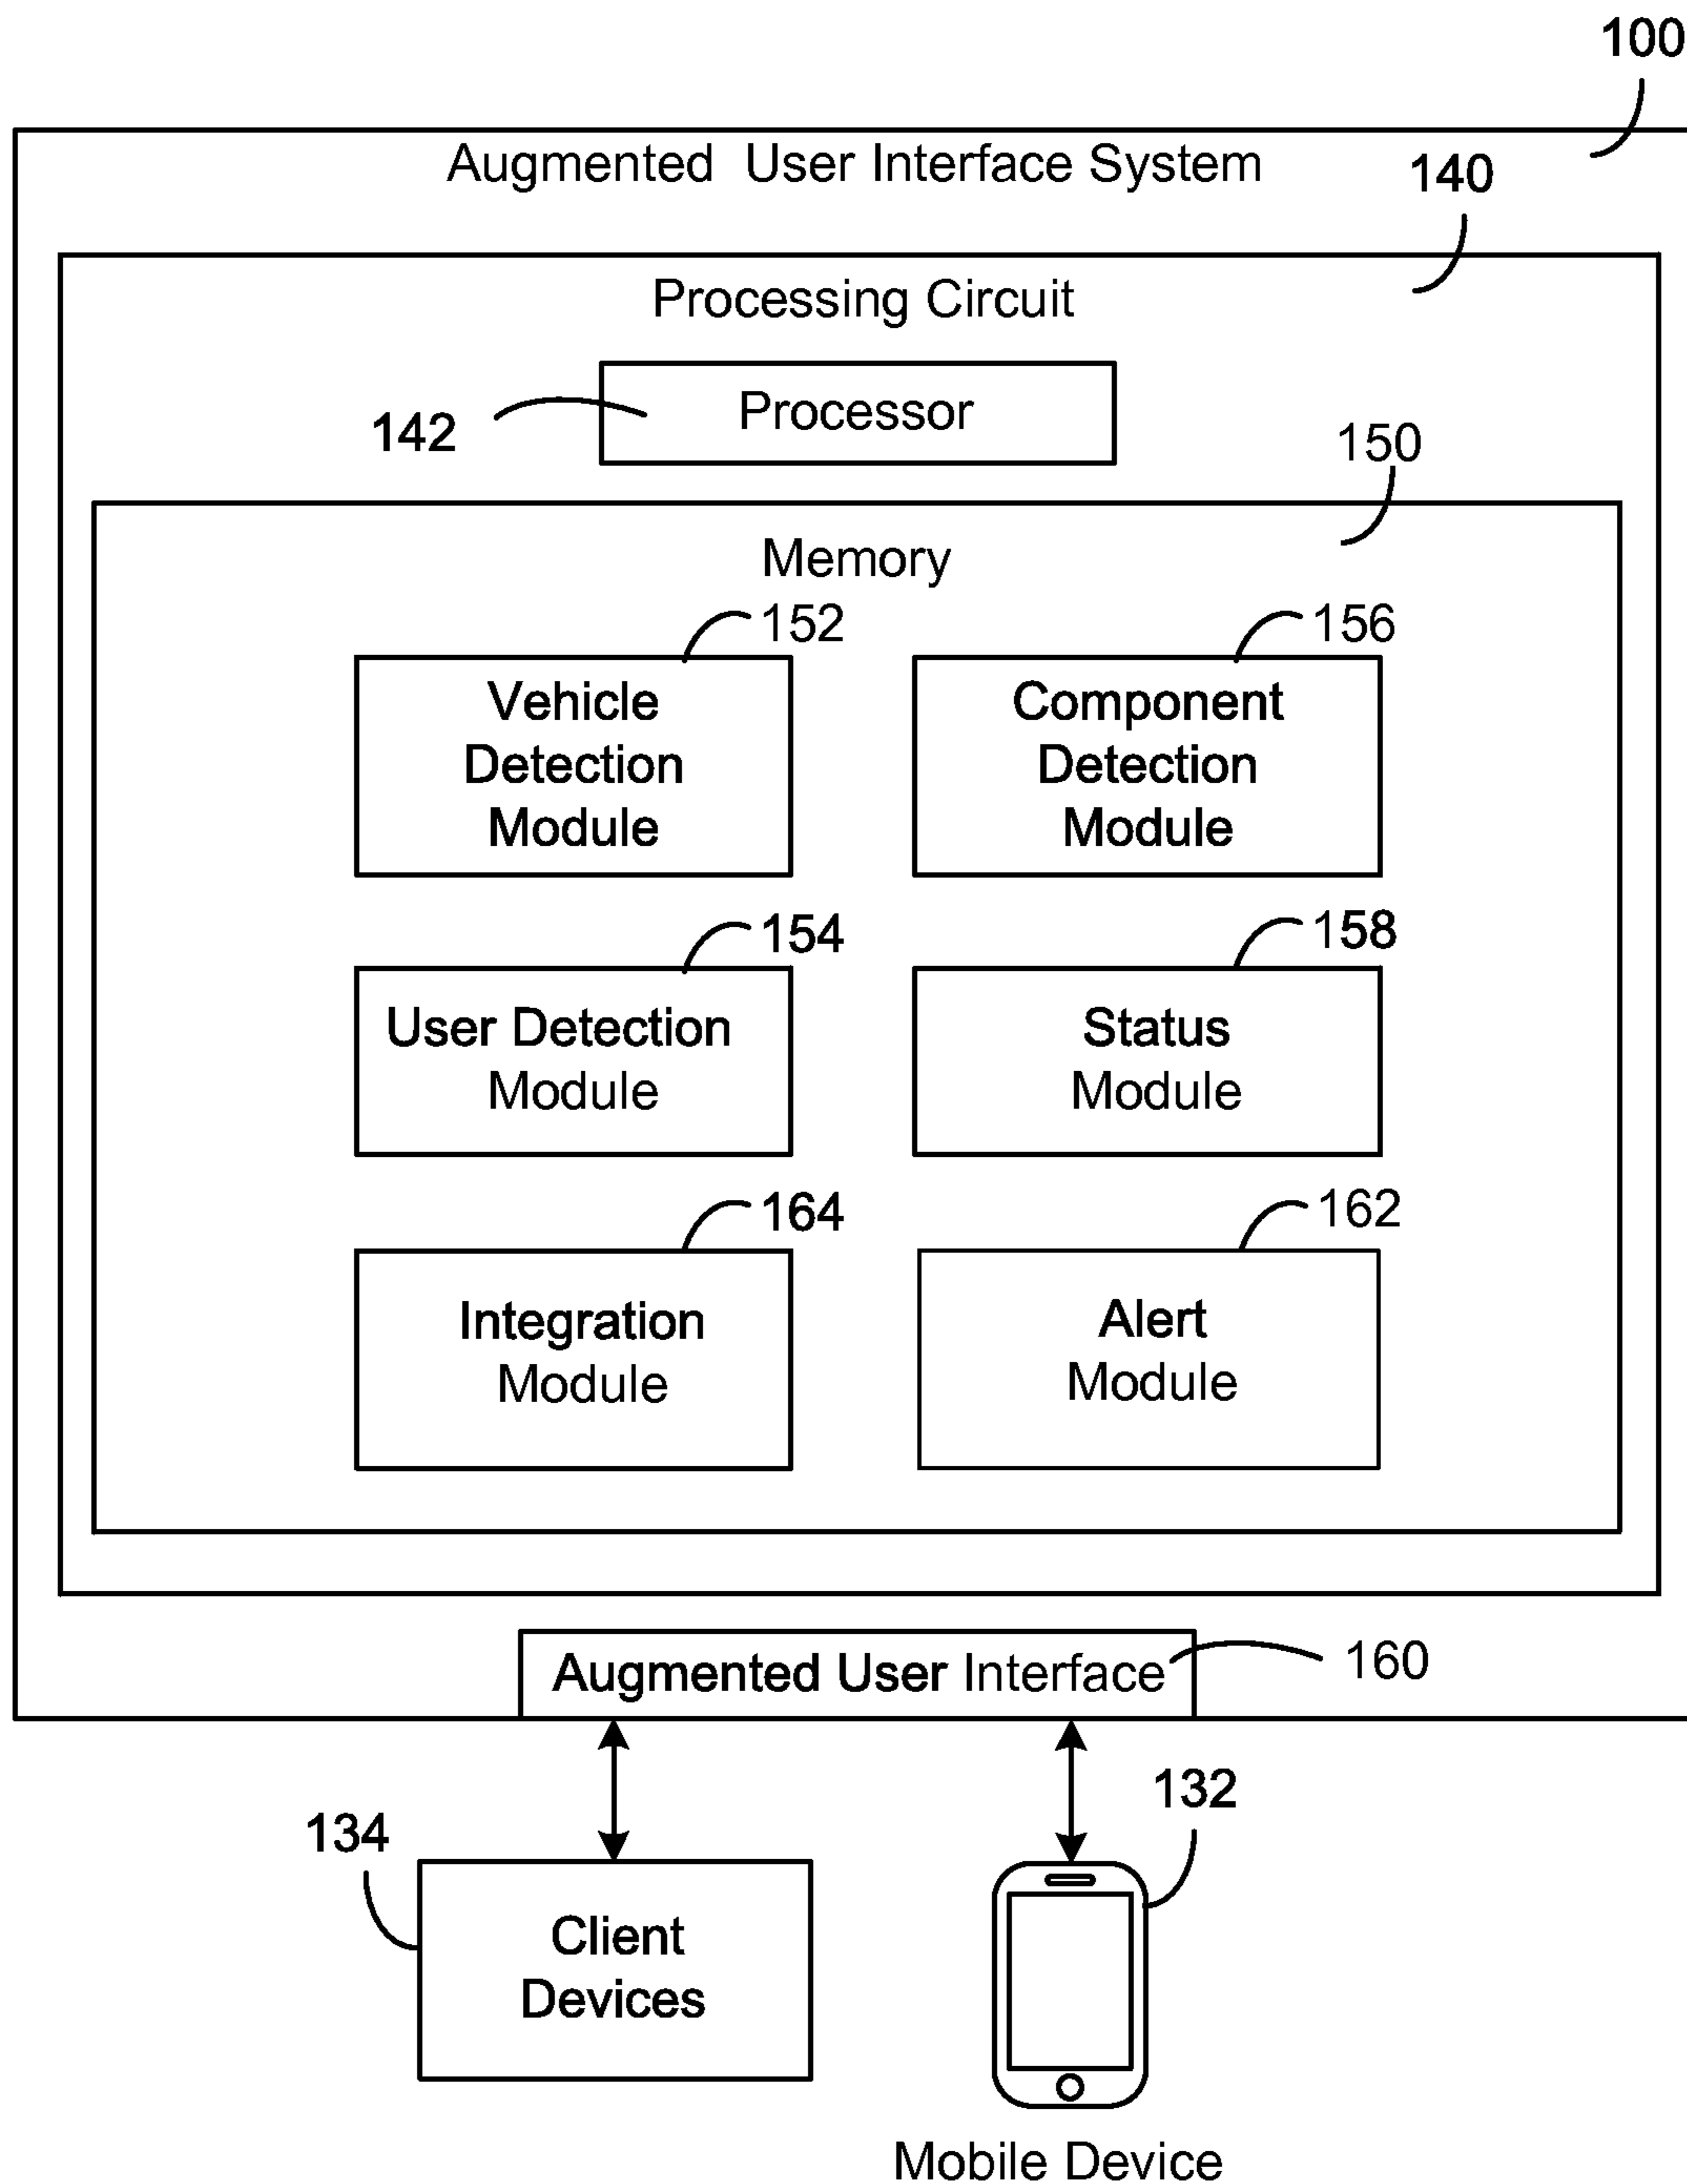 100
Augmented User Interface System
140
Processing Circuit
Processor
142
150
Memory
152
156
Vehicle
Detection
Module
Component
Detection
Module
154
158
User Detection
Module
Status
Module
164
162
Integration
Module
Alert
Module
Augmented User Interface
160
132
134
Client
Devices
Mobile Device